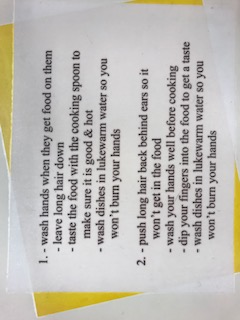 1. - wash hands when they get food on them
- leave long hair down
- taste the food with the cooking spoon to
make sure it is good & hot
- wash dishes in lukewarm water so you
won't burn your hands
2. - push long hair back behind ears so it
won't get in the food
- wash your hands well before cooking
- dip your fingers into the food to get a taste
- wash dishes in lukewarm water so you
won't burn your hands